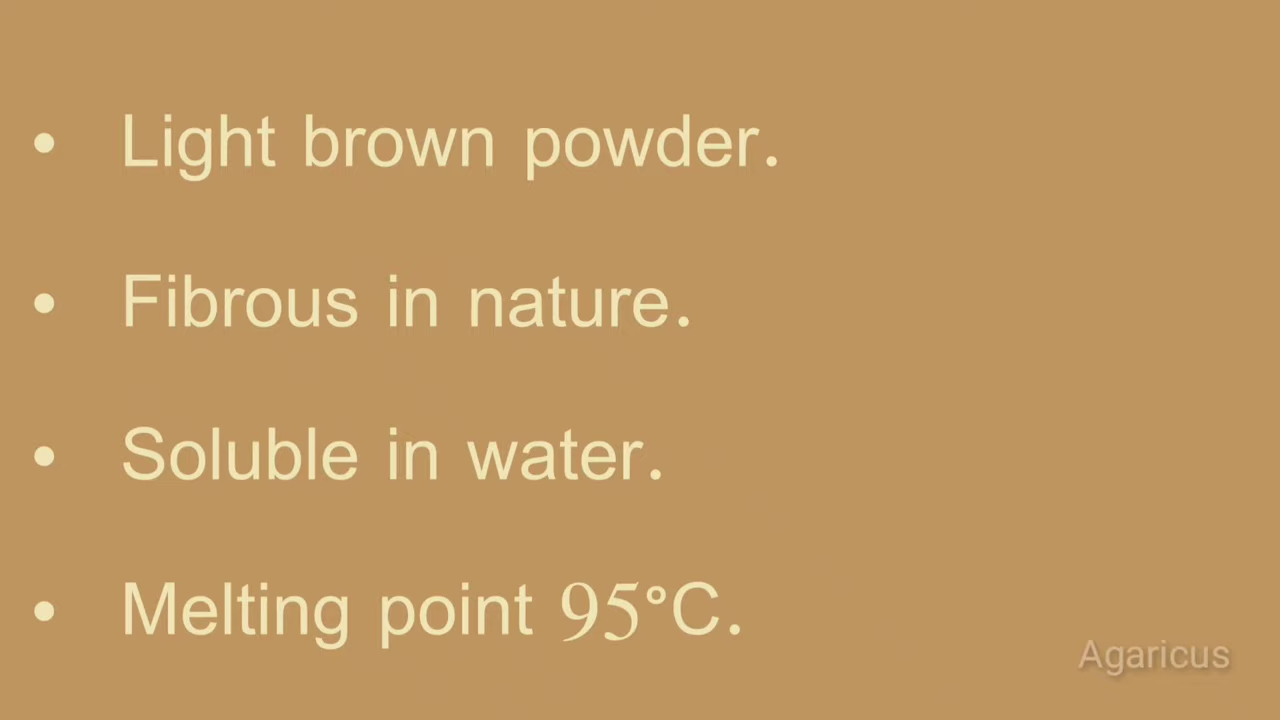 • Light brown powder.
• Fibrous in nature.
• Soluble in water.
• Melting point 95°C.
Agaricus